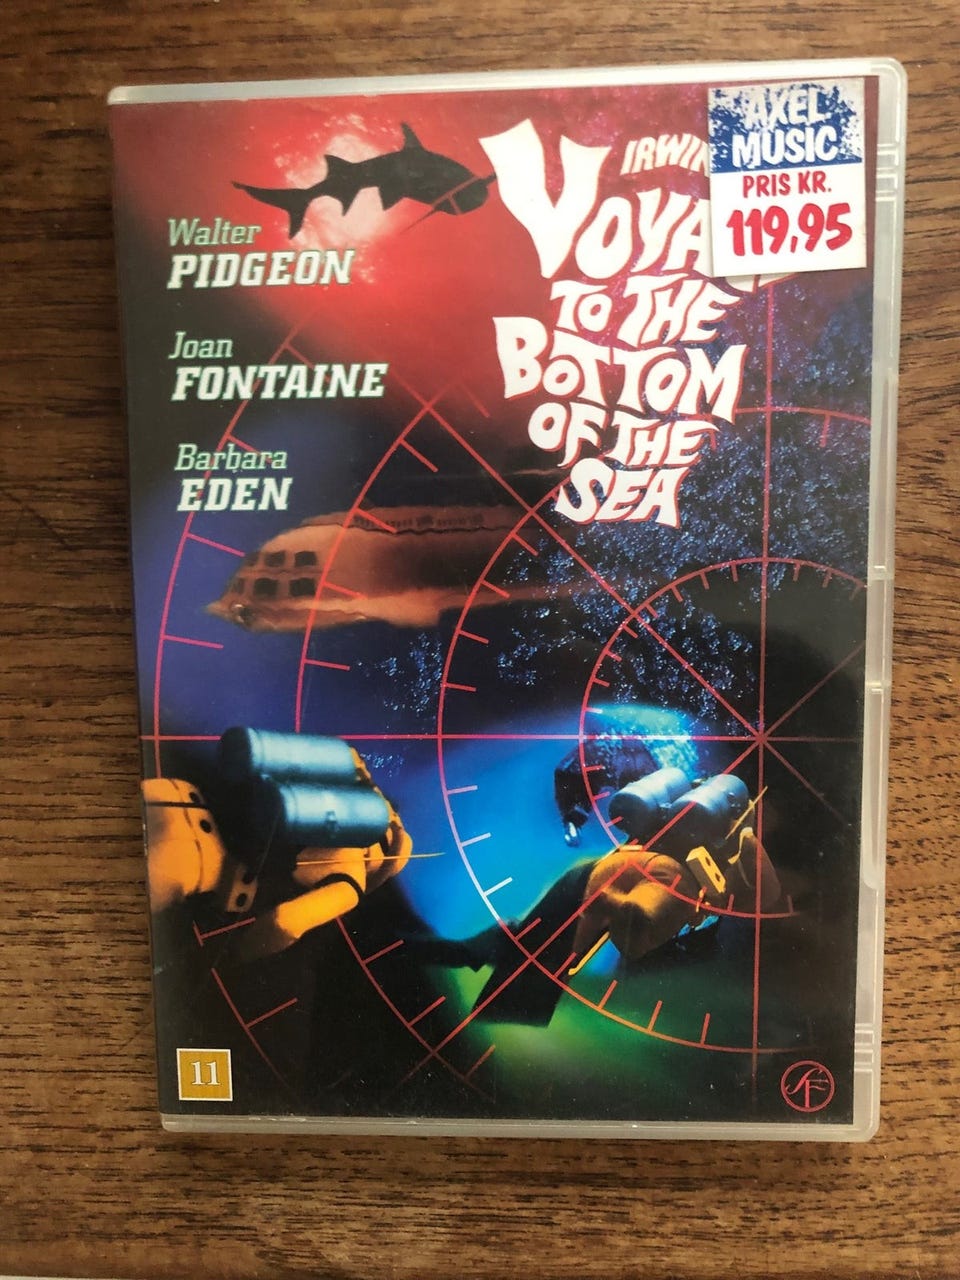 Walter
PIDGEON
Joan
FONTAINE
Barbara
EDEN
IRWIN
VOYA
TO THE
BOTTOM
OF THE
SEA
AXEL
MUSIC
PRIS KR.
119,95
11
SF